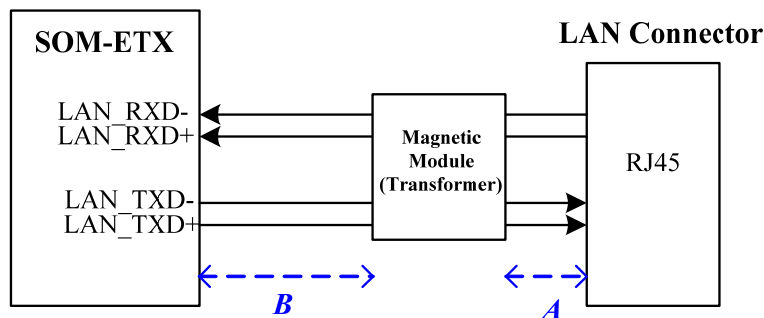 SOM-ETX
LAN Connector
LAN_RXD-
LAN_RXD+
LAN_TXD-
LAN_TXD+
Magnetic
Module
(Transformer)
RJ45
B
A